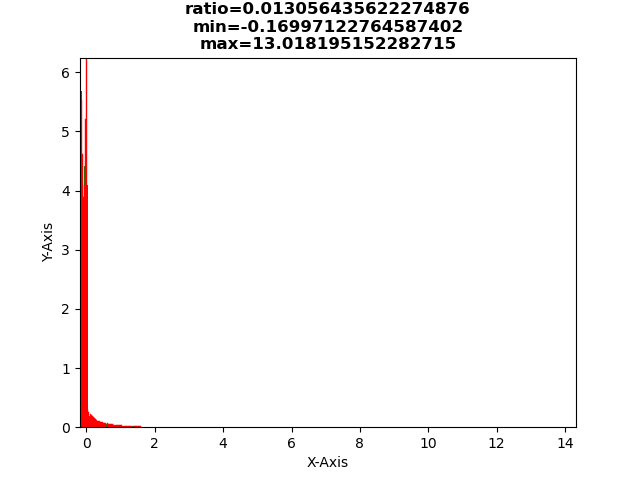 ratio=0.013056435622274876
min=-0.16997122764587402
max=13.018195152282715
6
5
4
3
2
1
0
Y-Axis
0 2 4 6 8 10 12 14
X-Axis